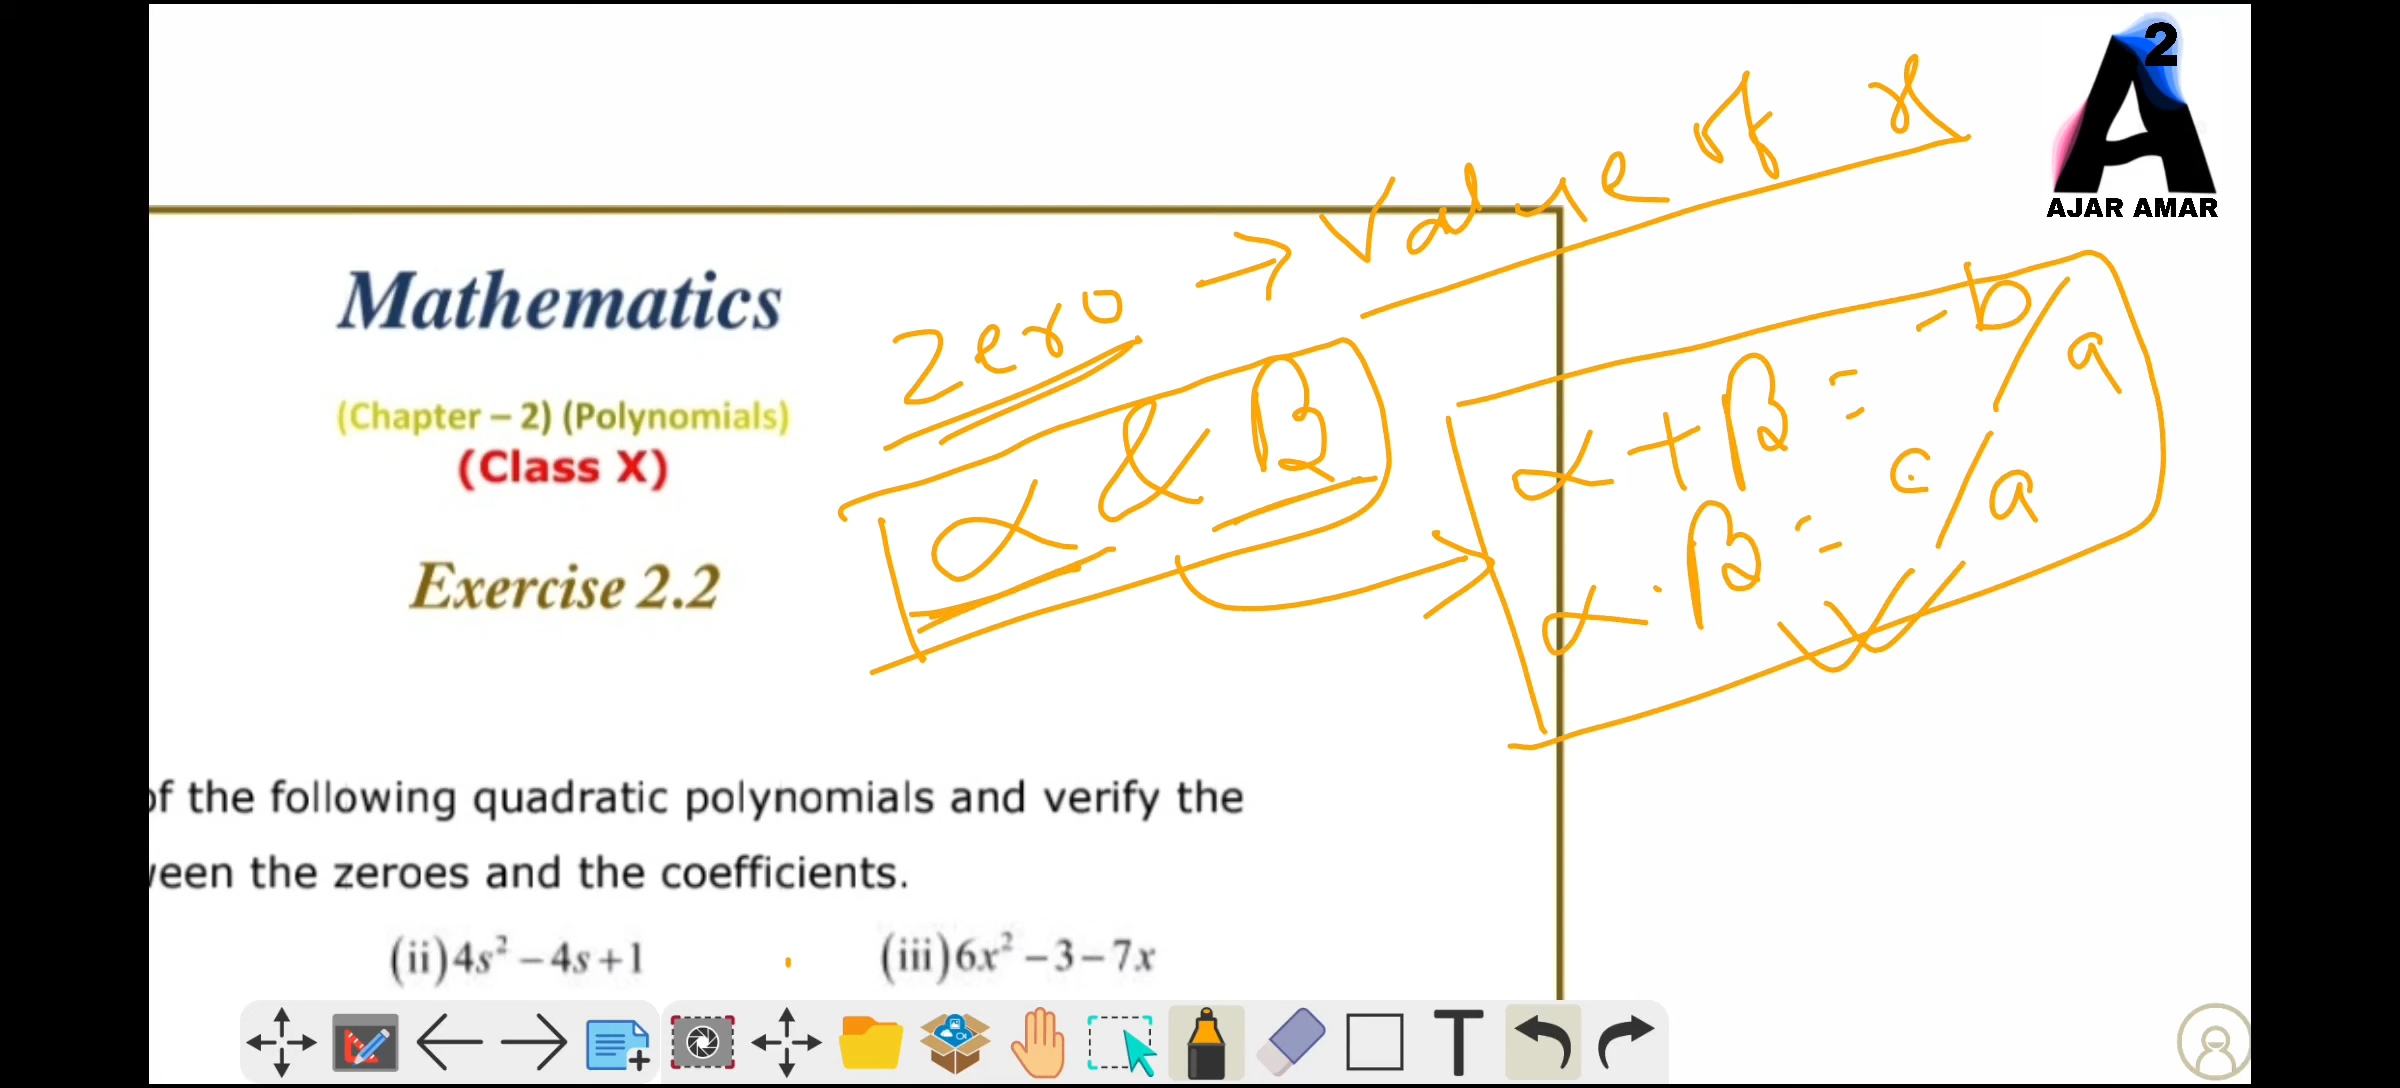 2
AJAR AMAR
Zero → Value of x
Mathematics
(Chapter – 2) (Polynomials)
(Class X)
Exercise 2.2
α & β
α + β = -b/a
α · β = c/a
of the following quadratic polynomials and verify the
een the zeroes and the coefficients.
(ii) 4s² – 4s + 1 (iii) 6x² – 3 – 7x
T